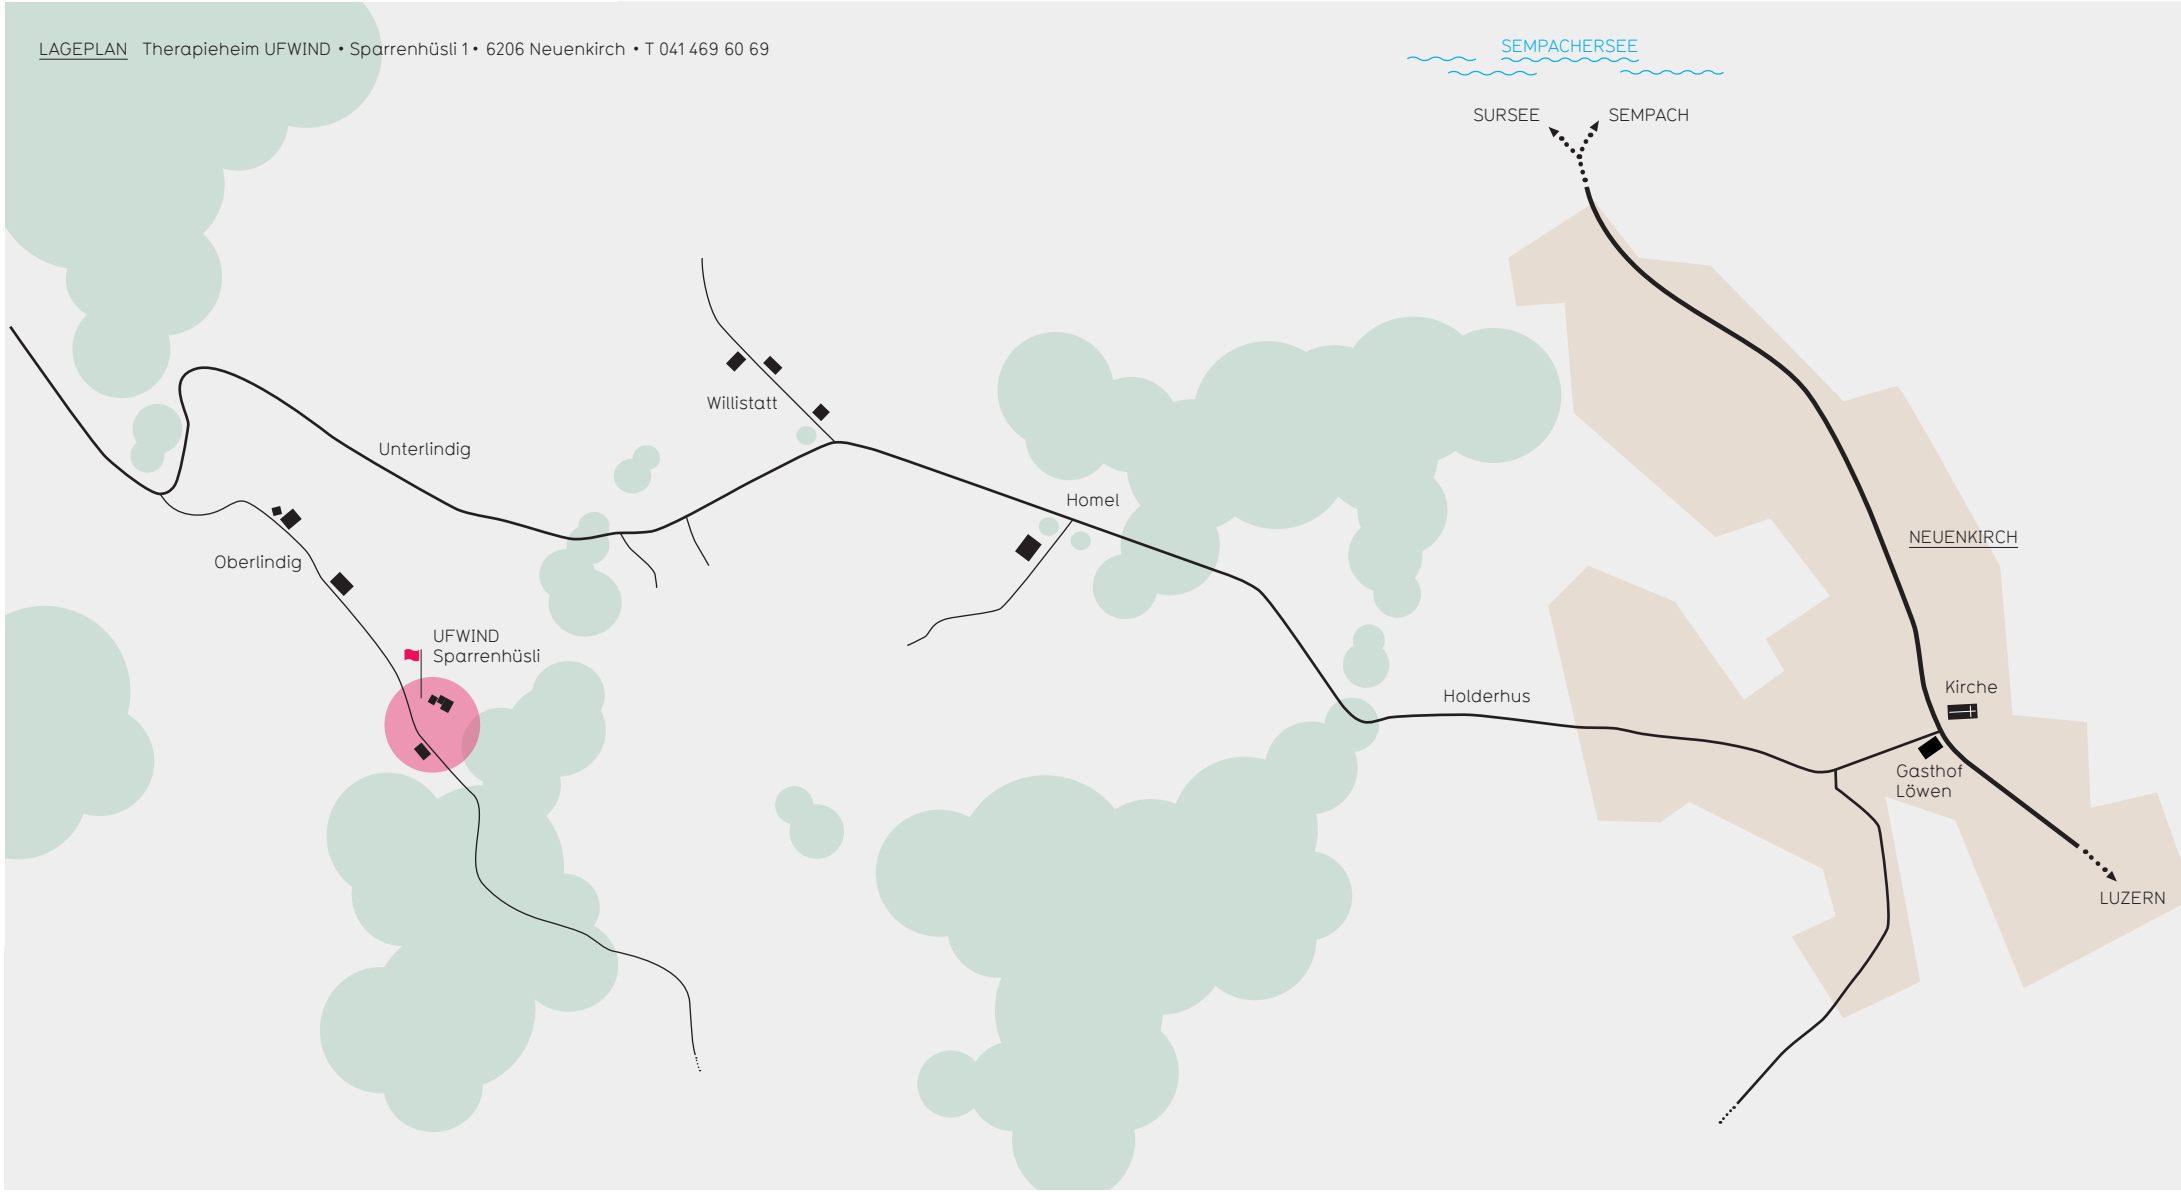 LAGEPLAN Therapieheim UFWIND • Sparrenhüsli 1 • 6206 Neuenkirch • T 041 469 60 69
SEMPACHERSEE
SURSEE
SEMPACH
Willistatt
Unterlindig
Homel
NEUENKIRCH
Oberlindig
UFWIND
Sparrenhüsli
Holderhus
Kirche
Gasthof
Löwen
LUZERN